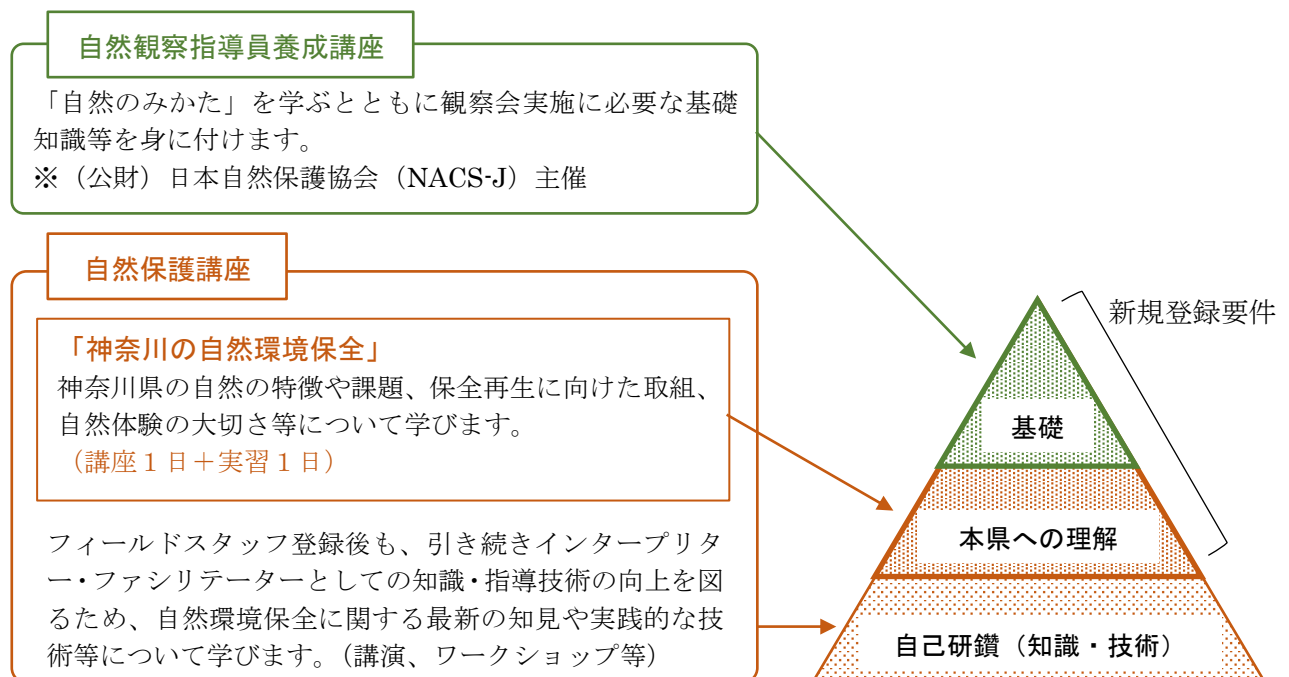 自然観察指導員養成講座
「自然のみかた」を学ぶとともに観察会実施に必要な基礎
知識等を身に付けます。
※（公財）日本自然保護協会（NACS-J）主催
自然保護講座
「神奈川の自然環境保全」
神奈川県の自然の特徴や課題、保全再生に向けた取組、
自然体験の大切さ等について学びます。
（講座１日＋実習１日）
フィールドスタッフ登録後も、引き続きインタープリタ
ー・ファシリテーターとしての知識・指導技術の向上を図
るため、自然環境保全に関する最新の知見や実践的な技
術等について学びます。（講演、ワークショップ等）
新規登録要件
基礎
本県への理解
自己研鑽（知識・技術）